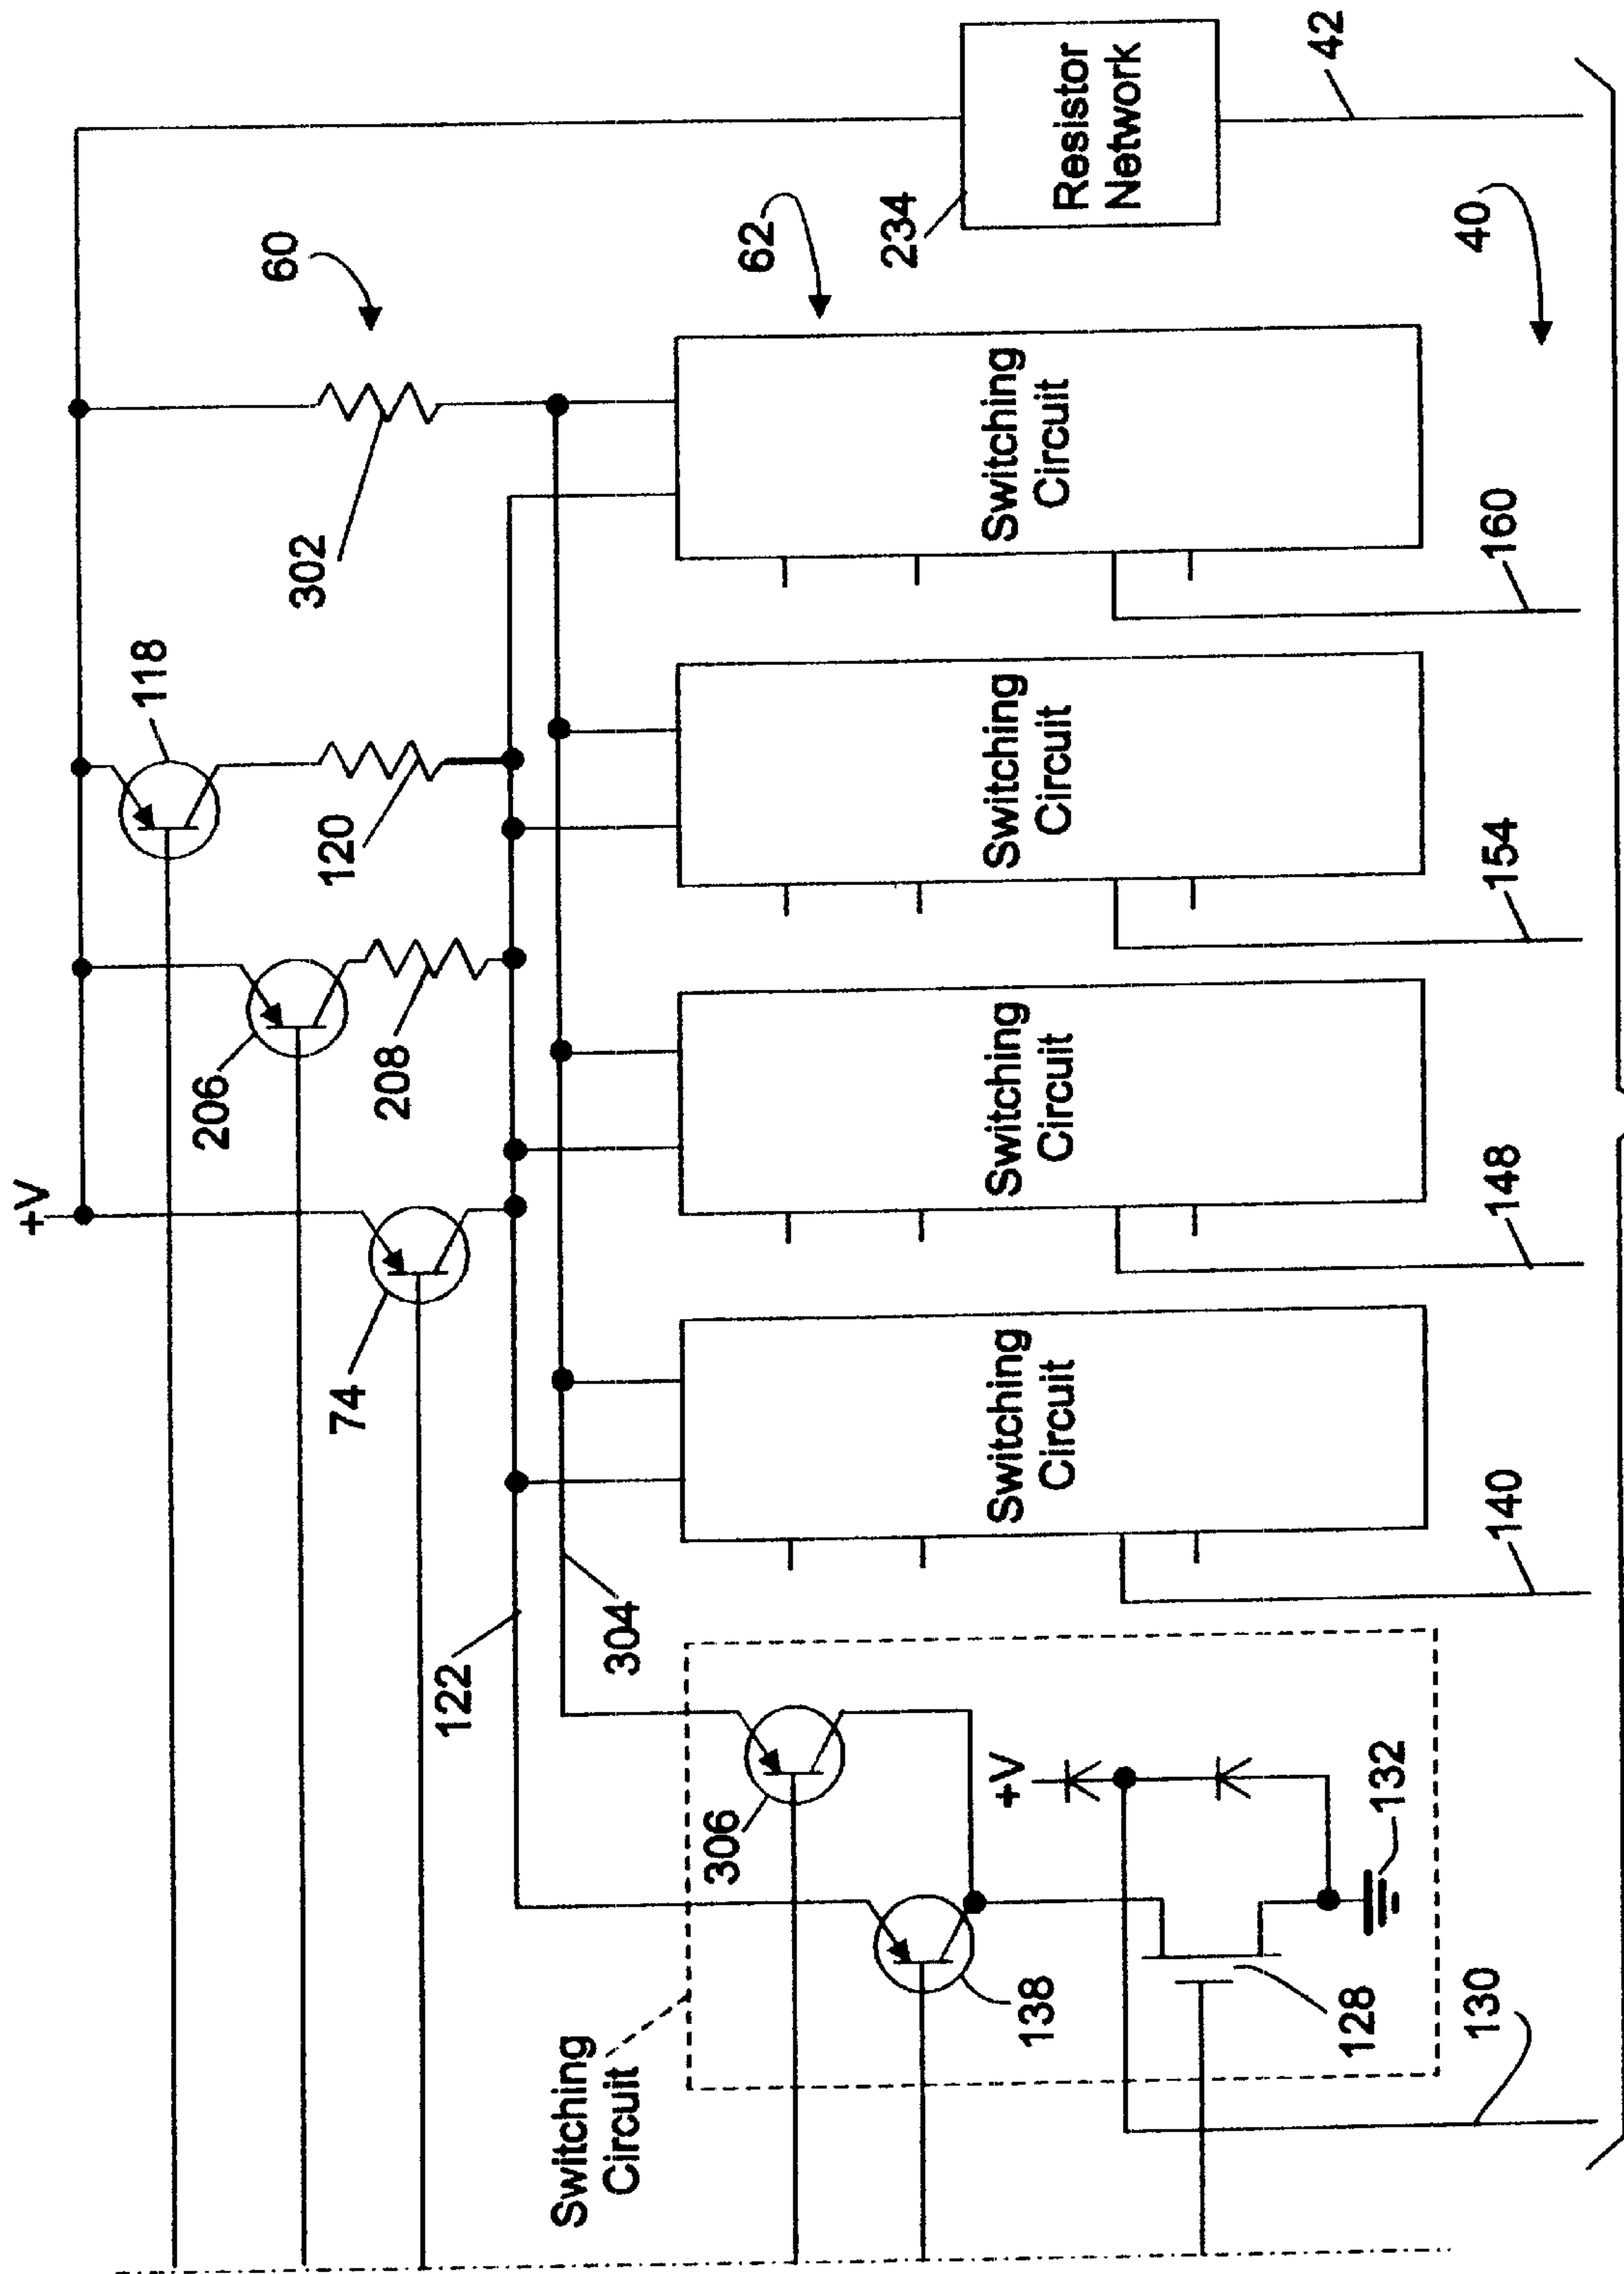 +V
118
206
60
120
302
208
74
122
304
62
234
Resistor
Network
42
Switching
Circuit
306
138
+V
132
128
130
Switching
Circuit
140
Switching
Circuit
148
Switching
Circuit
154
Switching
Circuit
160
40